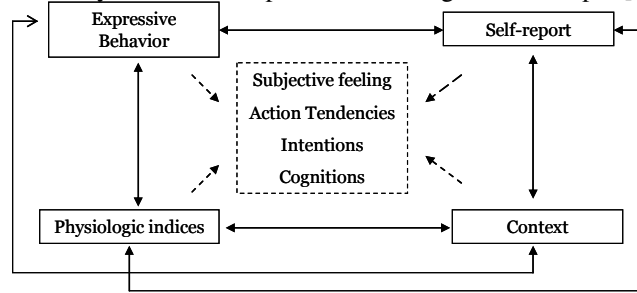 Expressive
Behavior
Self-report
Subjective feeling
Action Tendencies
Intentions
Cognitions
Physiologic indices
Context